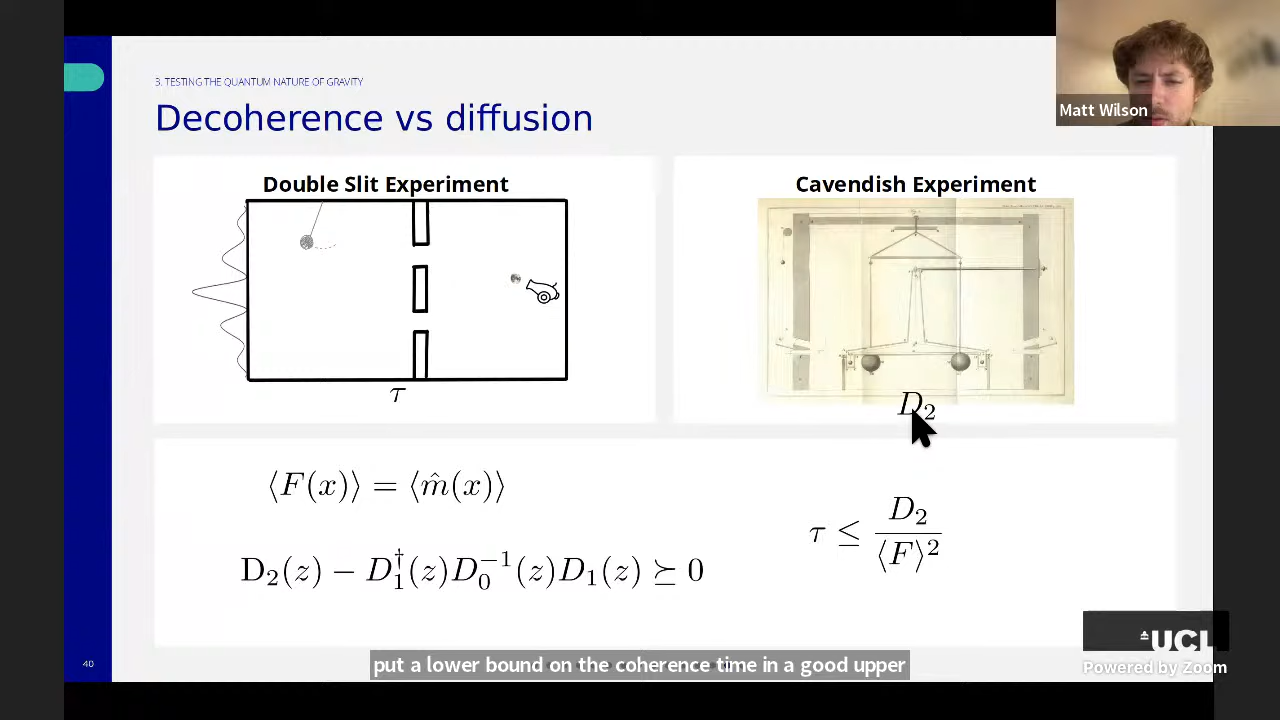 3. TESTING THE QUANTUM NATURE OF GRAVITY
Decoherence vs diffusion
Matt Wilson
Double Slit Experiment
Cavendish Experiment
τ
D₂
⟨F(x)⟩ = ⟨m̂(x)⟩
τ ≤ D₂/⟨F⟩²
D₂(z) − D₁†(z)D₀⁻¹(z)D₁(z) ⪰ 0
UCL
40
put a lower bound on the coherence time in a good upper
Powered by Zoom